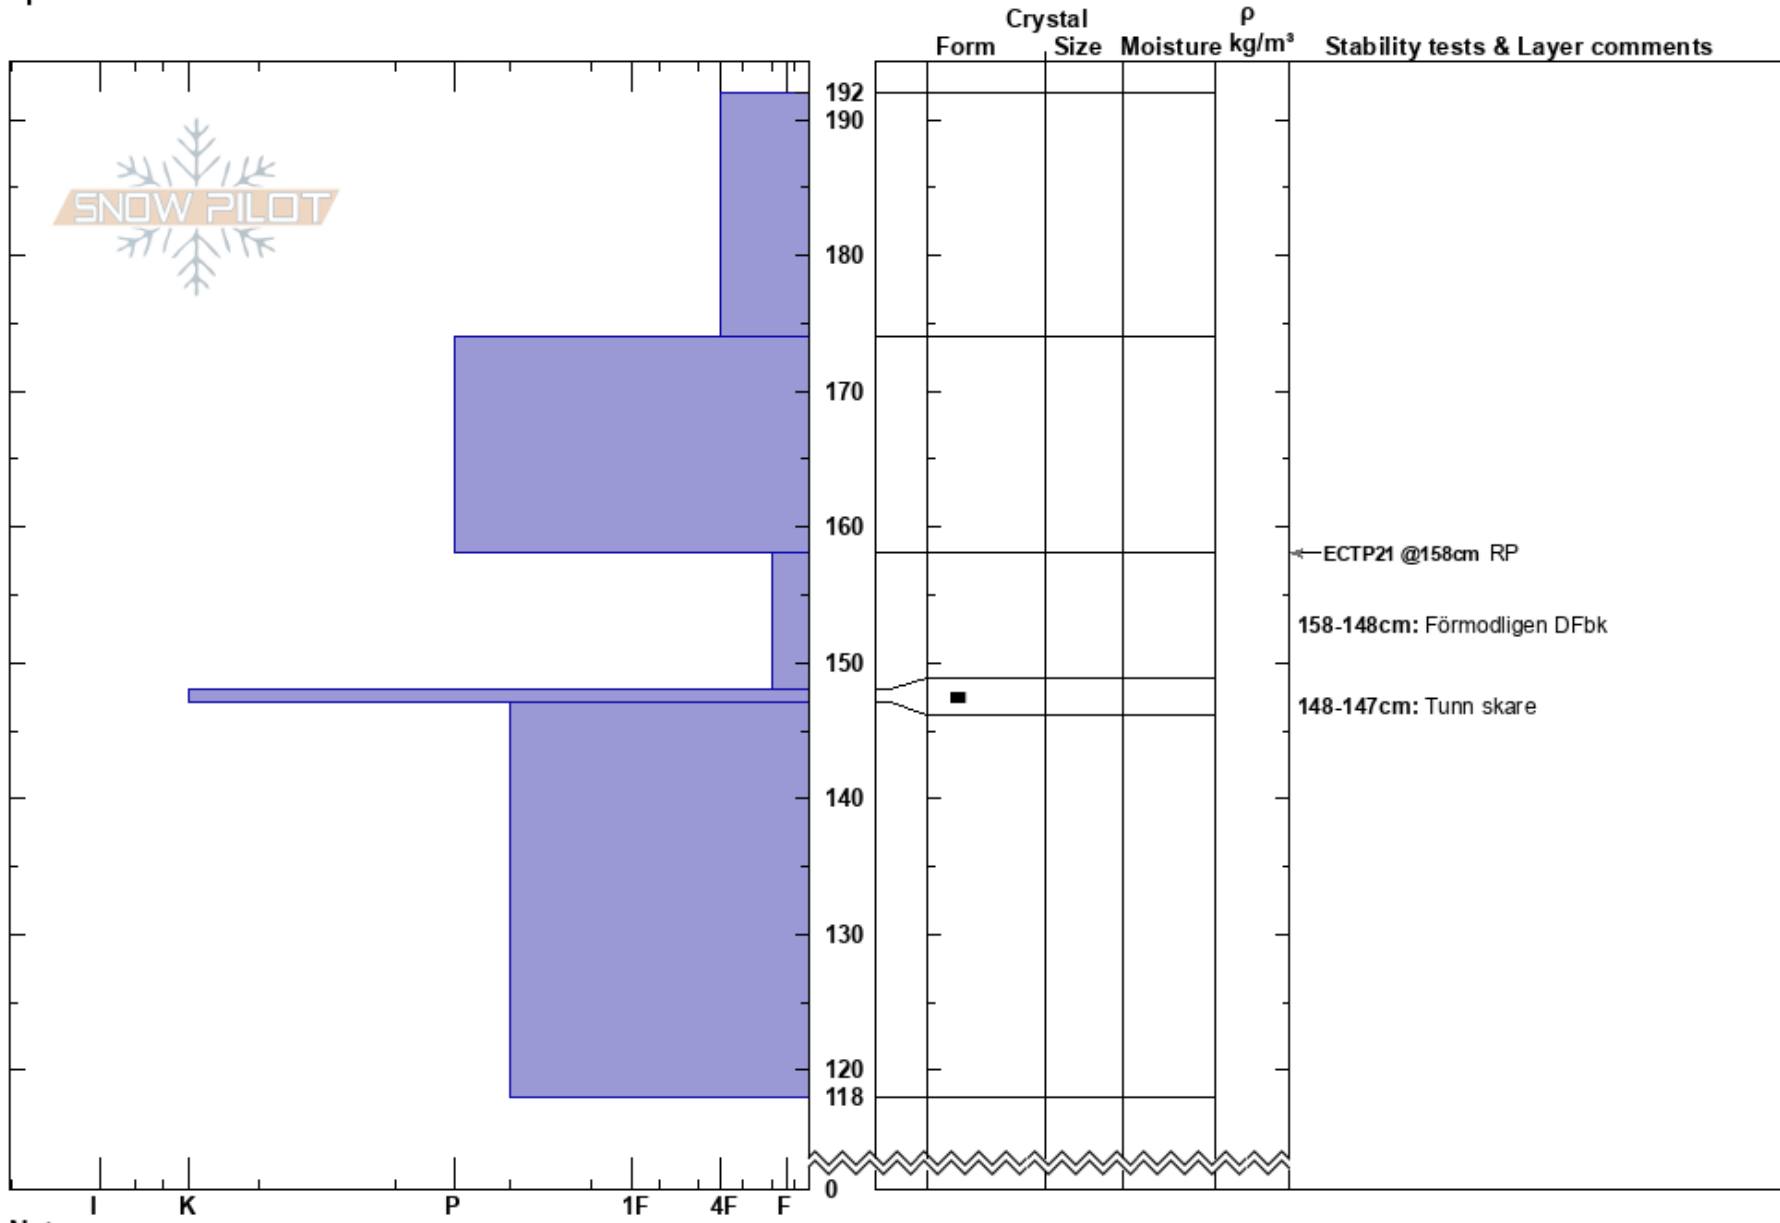 Crystal ρ
Form Size Moisture kg/m³ Stability tests & Layer comments
192
190
SNOW PILOT
180
170
160
ECTP21 @158cm RP
158-148cm: Förmodligen DFbk
150
148-147cm: Tunn skare
140
130
120
118
0
I K P 1F 4F F